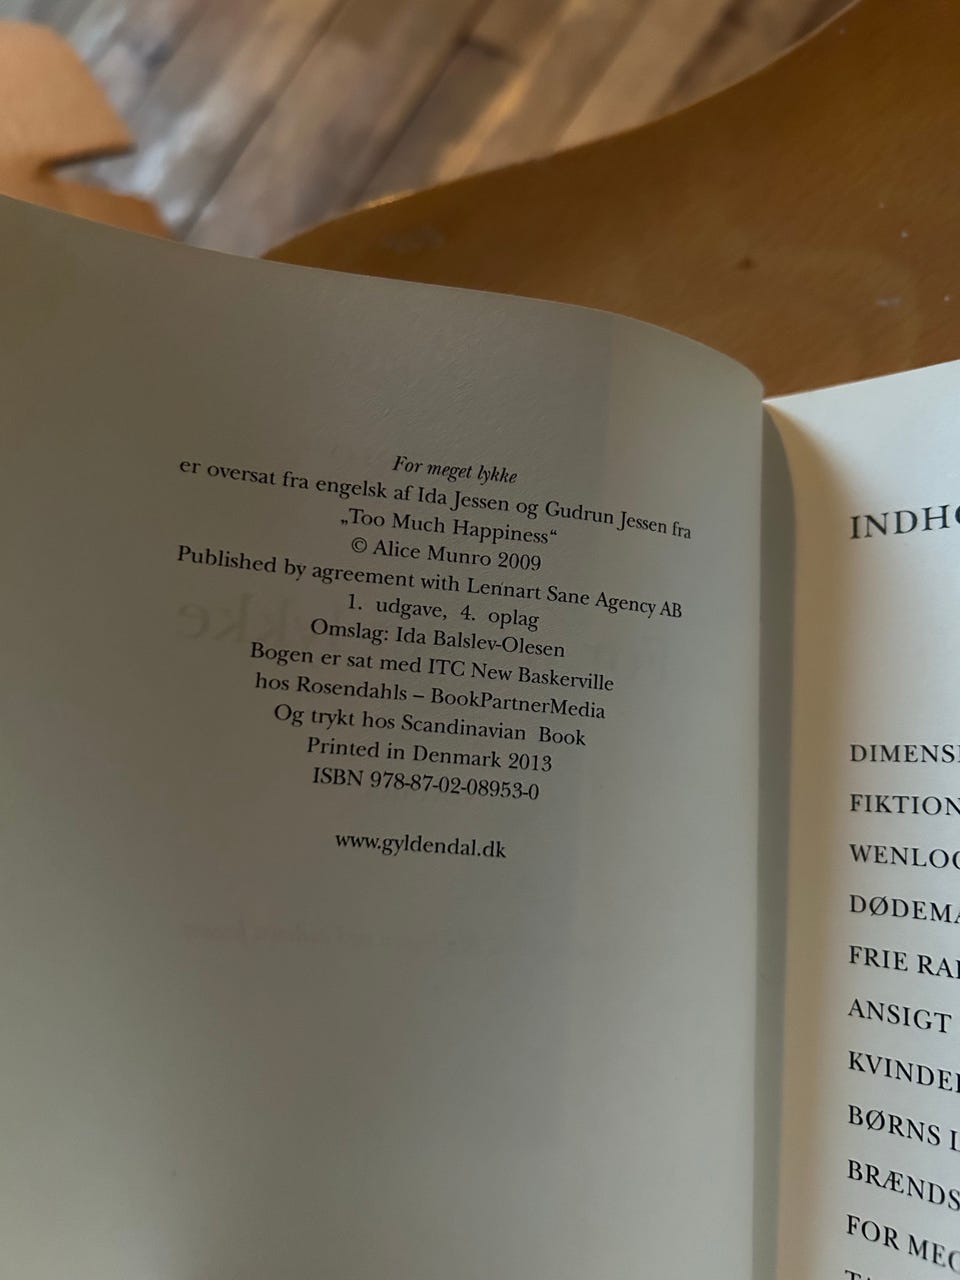 For meget lykke
er oversat fra engelsk af Ida Jessen og Gudrun Jessen fra
„Too Much Happiness“
© Alice Munro 2009
Published by agreement with Lennart Sane Agency AB
1. udgave, 4. oplag
Omslag: Ida Balslev-Olesen
Bogen er sat med ITC New Baskerville
hos Rosendahls – BookPartnerMedia
Og trykt hos Scandinavian Book
Printed in Denmark 2013
ISBN 978-87-02-08953-0
www.gyldendal.dk
INDHO
DIMENS
FIKTION
WENLOC
DØDEMA
FRIE RA
ANSIGT
KVINDE
BØRNS
BRÆNDS
FOR MEG